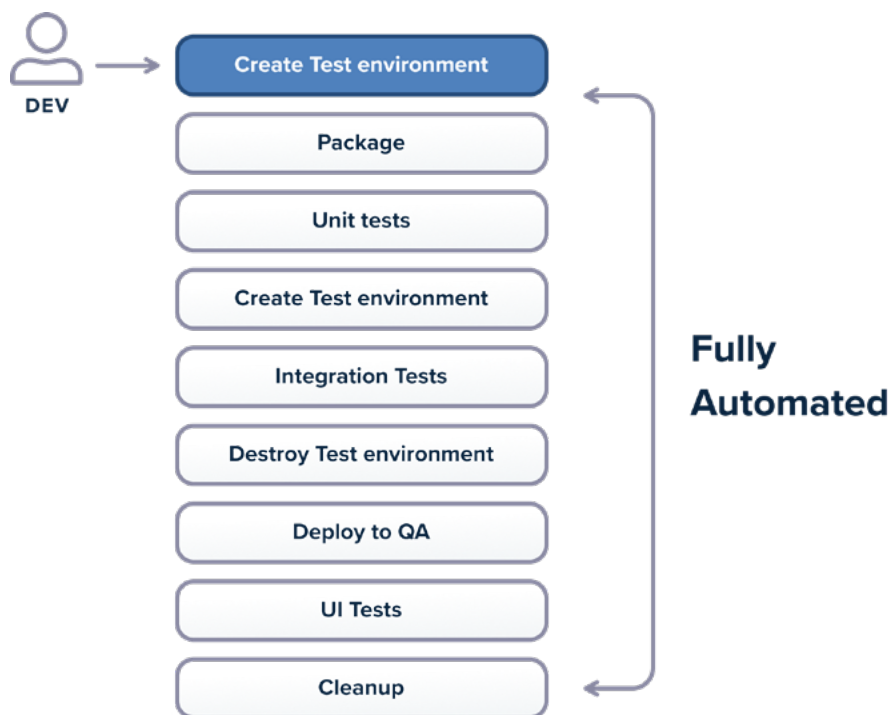 Create Test environment
DEV
Package
Unit tests
Create Test environment
Integration Tests
Fully
Automated
Destroy Test environment
Deploy to QA
UI Tests
Cleanup